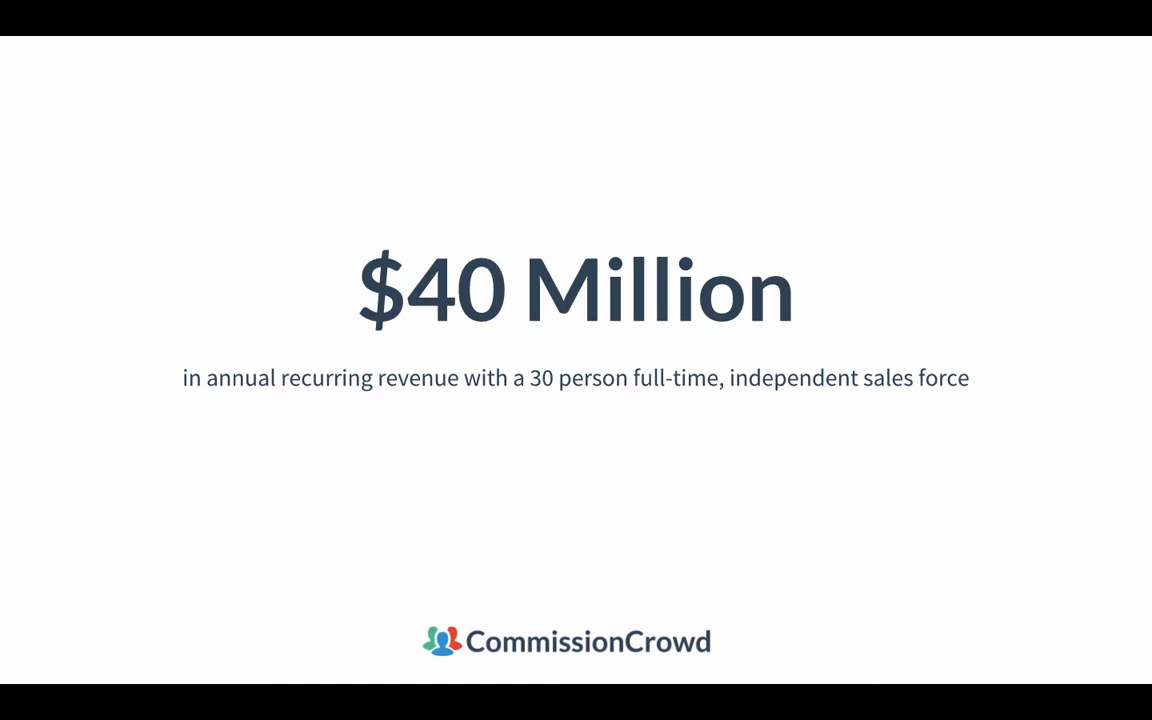 $40 Million
in annual recurring revenue with a 30 person full-time, independent sales force
CommissionCrowd